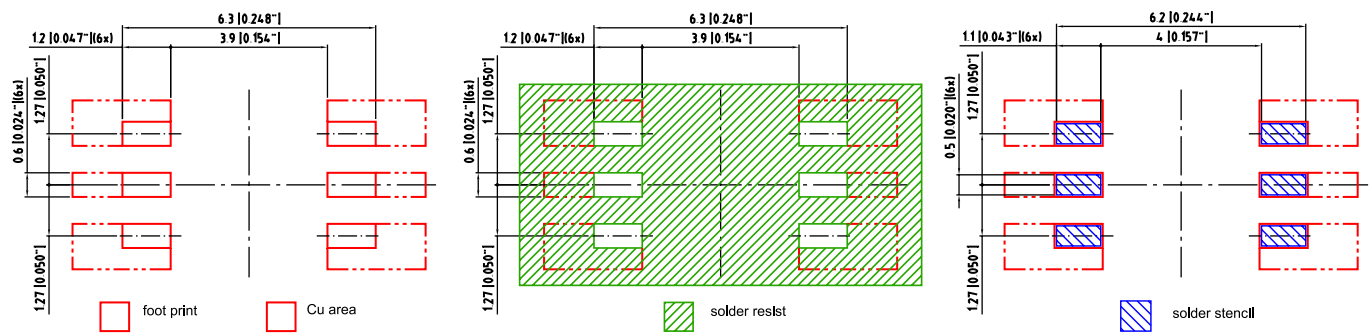 6.3 [0.248"]
1.2 [0.047"](6x)
3.9 [0.154"]
1.27 [0.050"]
0.6 [0.024"](6x)
1.27 [0.050"]
foot print
Cu area
6.3 [0.248"]
1.2 [0.047"](6x)
3.9 [0.154"]
1.27 [0.050"]
0.6 [0.024"](6x)
1.27 [0.050"]
solder resist
6.2 [0.244"]
1.1 [0.043"](6x)
4 [0.157"]
1.27 [0.050"]
0.5 [0.020"](6x)
1.27 [0.050"]
solder stencil